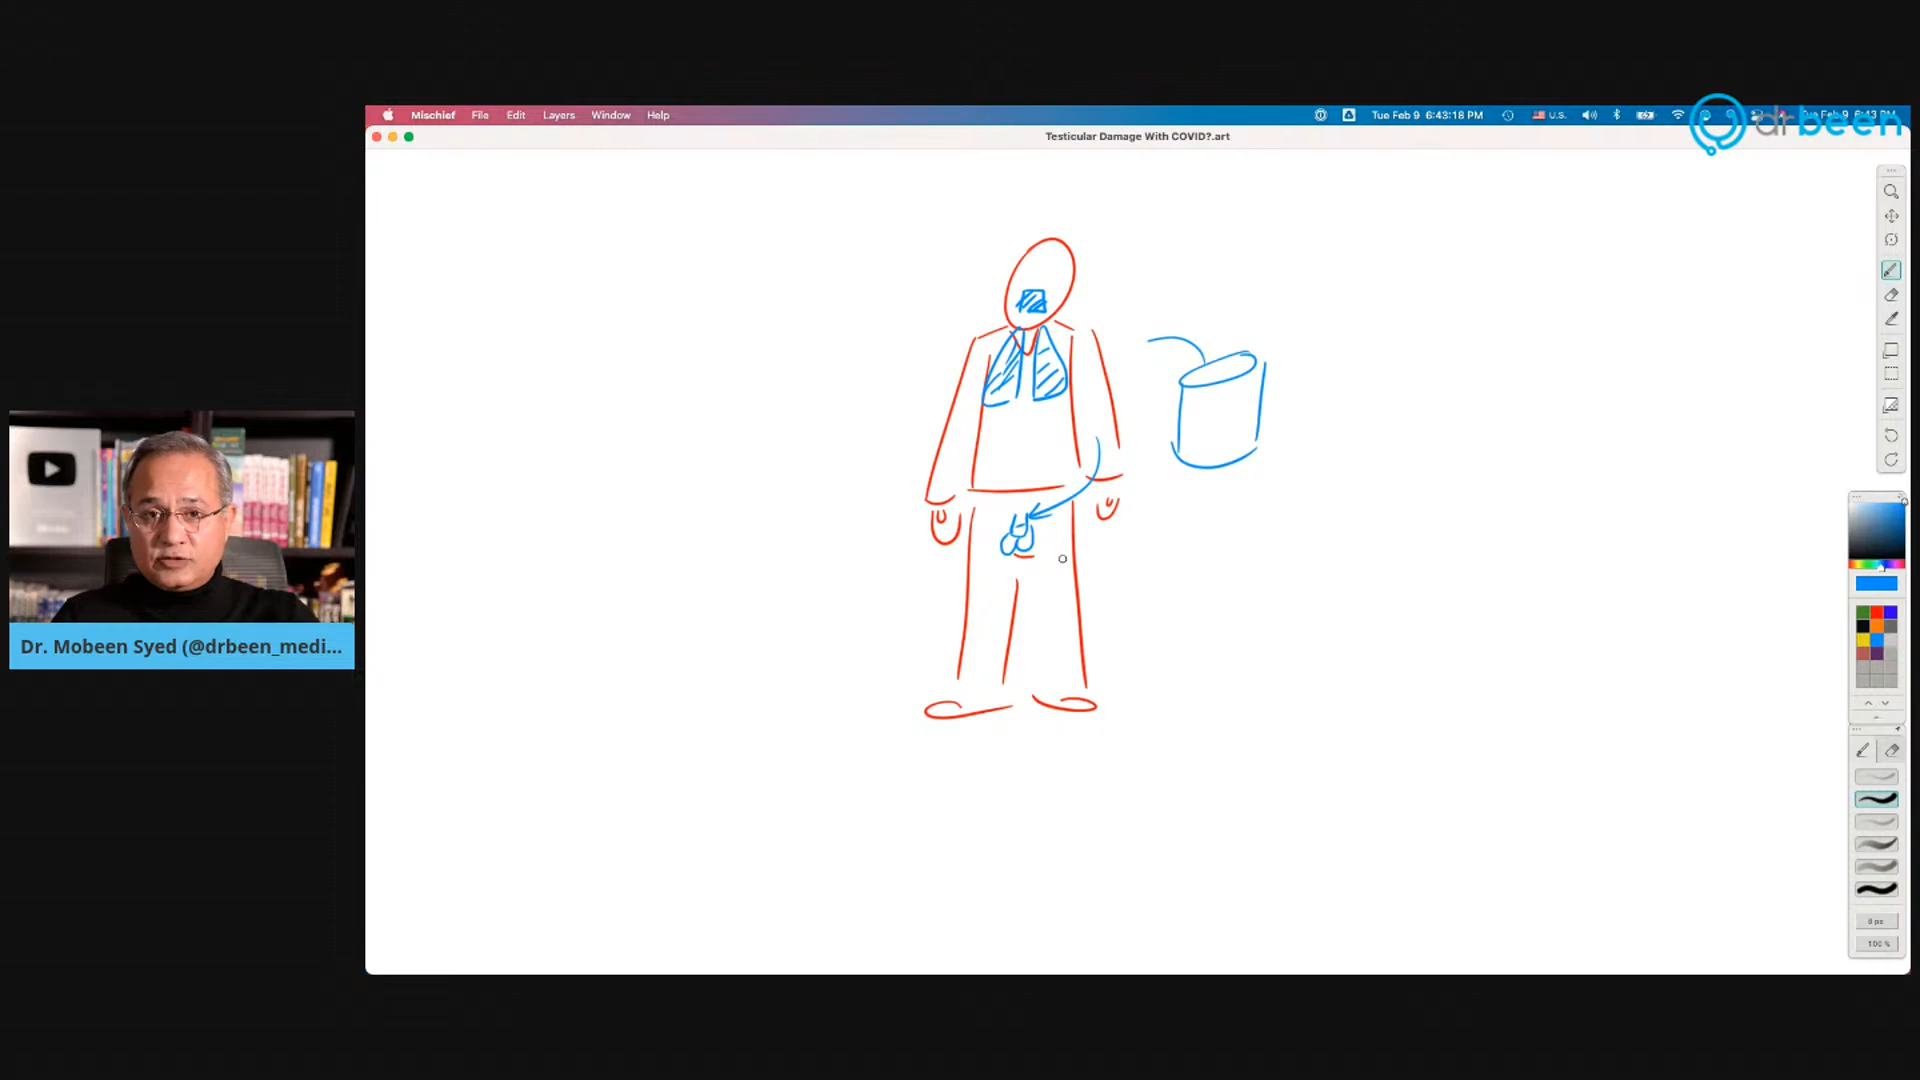 Mischief File Edit Layers Window Help
U.S.
Tue Feb 9 6:43:18 PM
drbeen
Testicular Damage With COVID?.art
Dr. Mobeen Syed (@drbeen_medi...
100 %